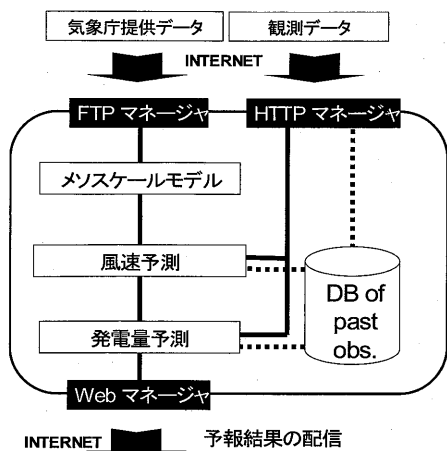 気象庁提供データ
観測データ
INTERNET
FTP マネージャ
HTTP マネージャ
メソスケールモデル
風速予測
DB of
past
obs.
発電量予測
Web マネージャ
INTERNET
予報結果の配信